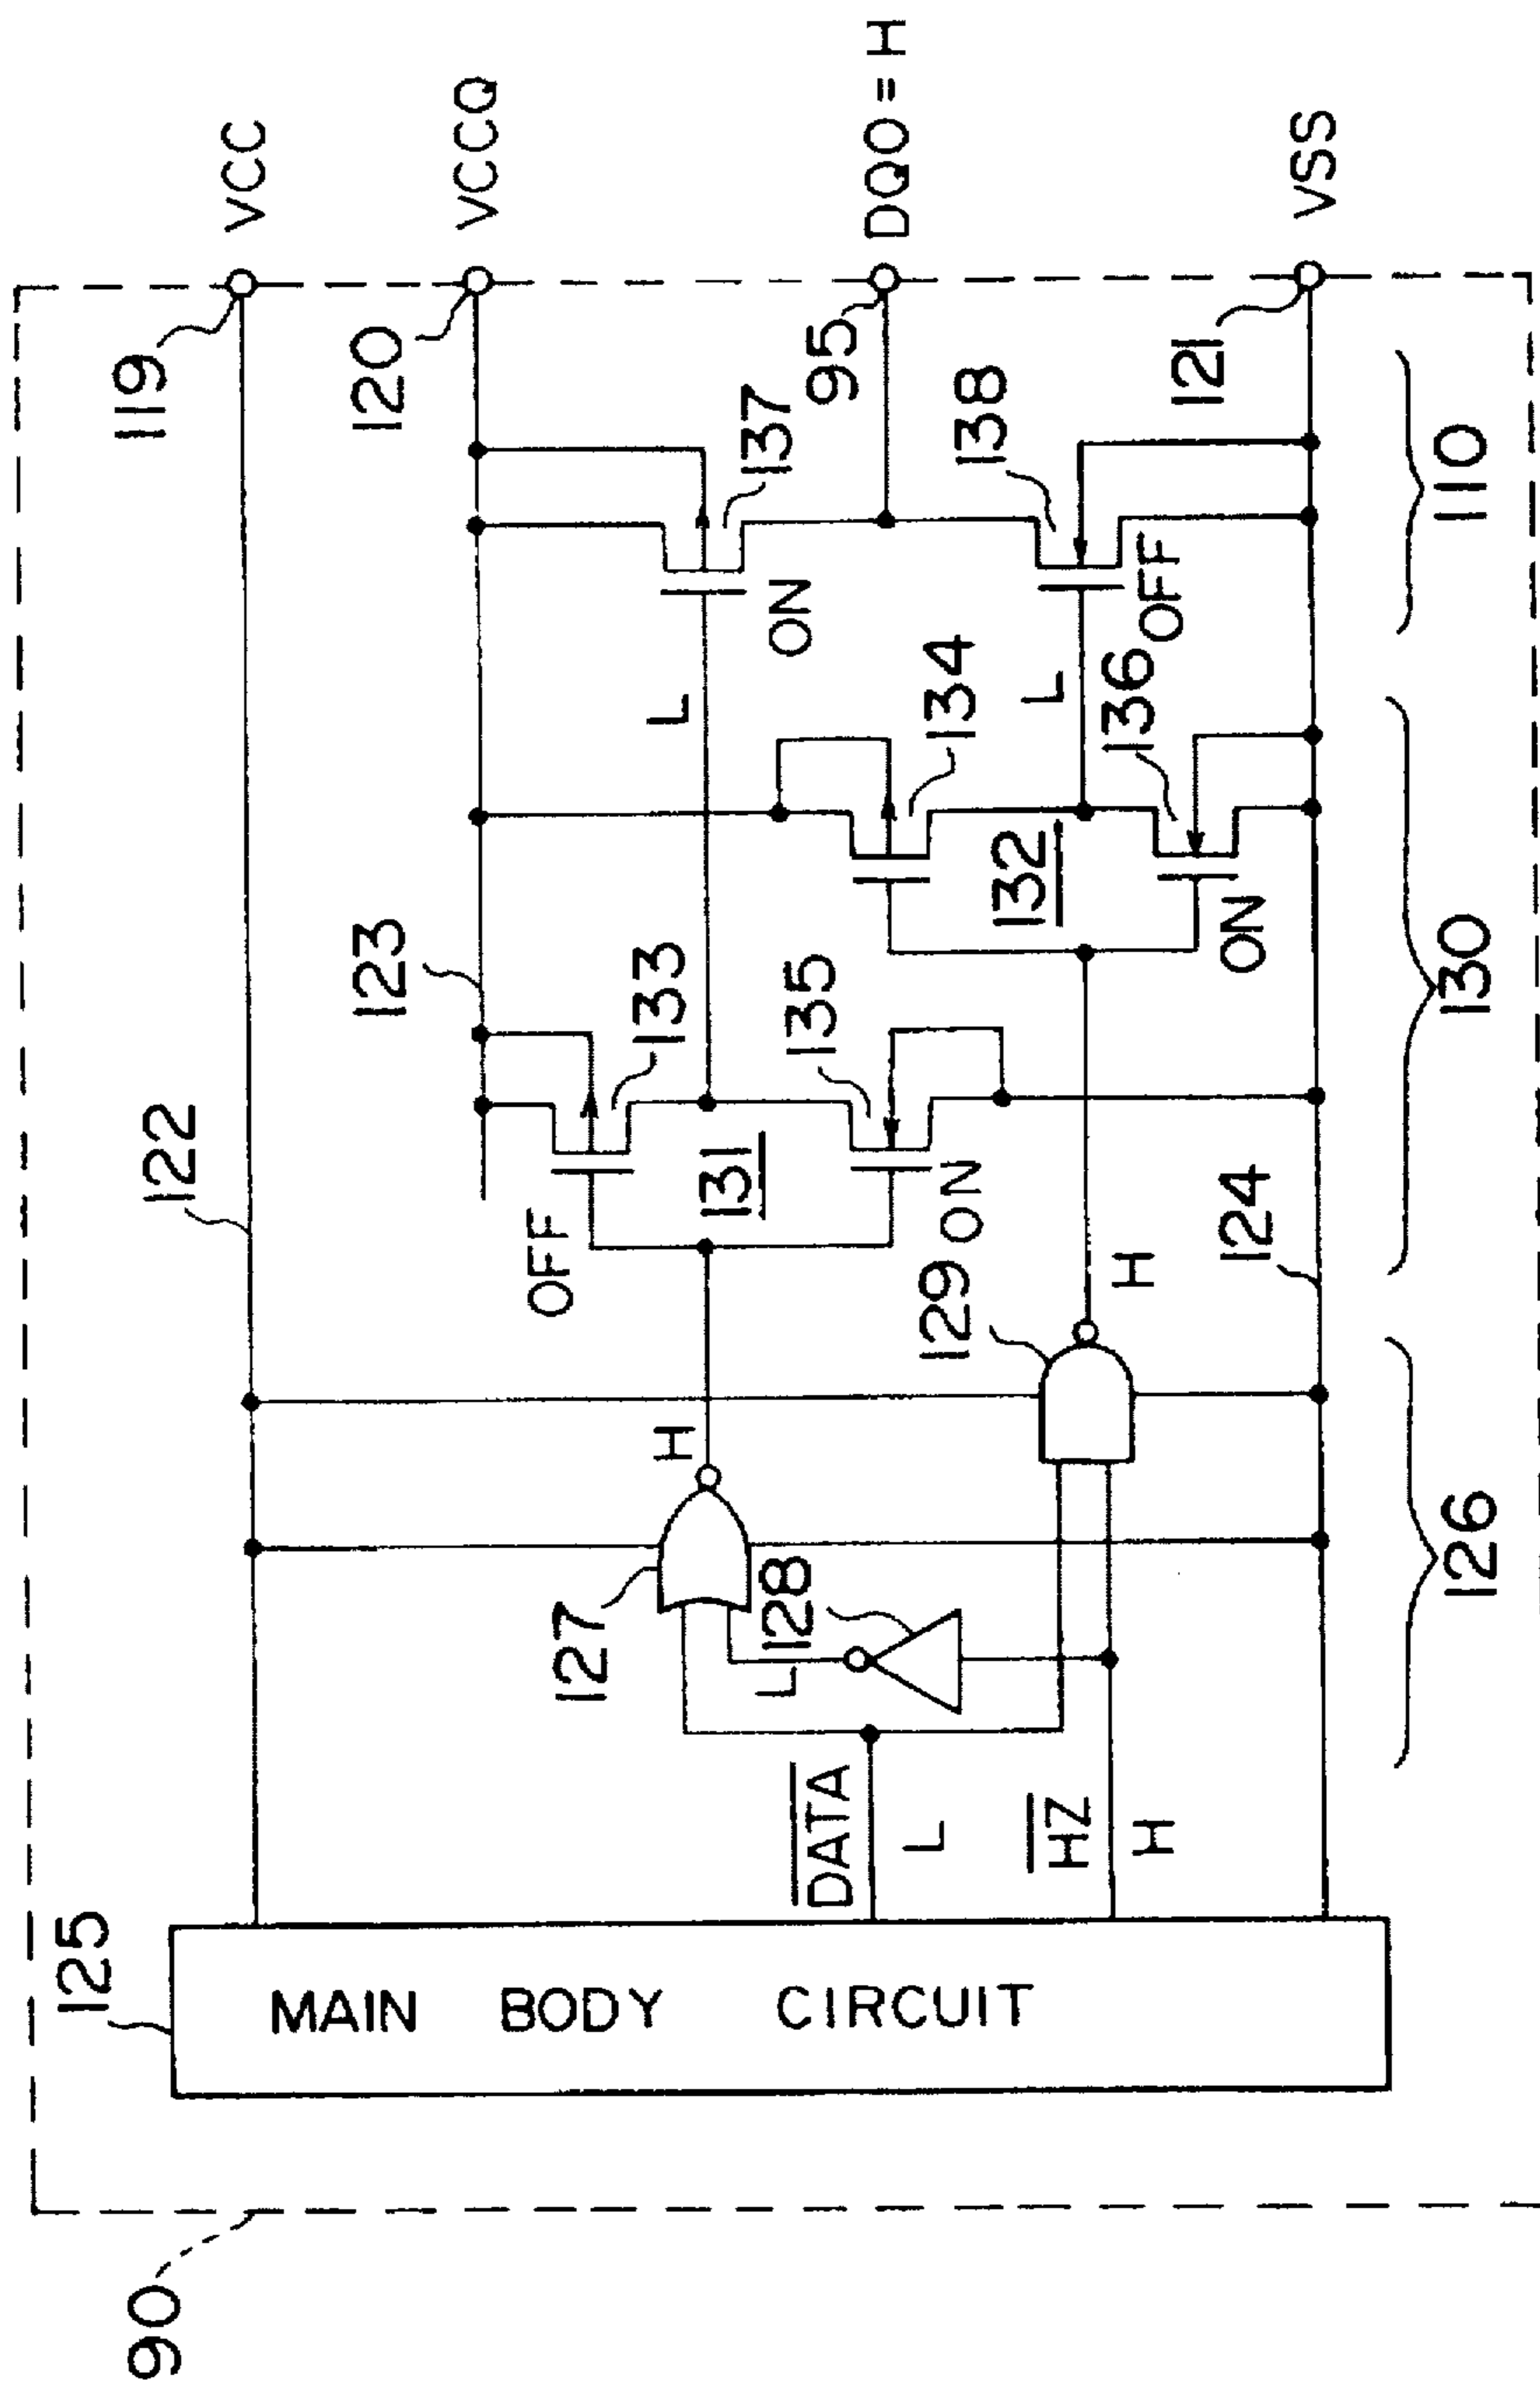 90
125
MAIN BODY CIRCUIT
122
119
VCC
123
120
VCCQ
DATA
L
HZ
H
127
L
128
H
129
H
OFF
133
131
135
ON
L
134
132
136
ON
137
ON
L
138
OFF
95
DQ0 = H
124
121
VSS
126
130
110